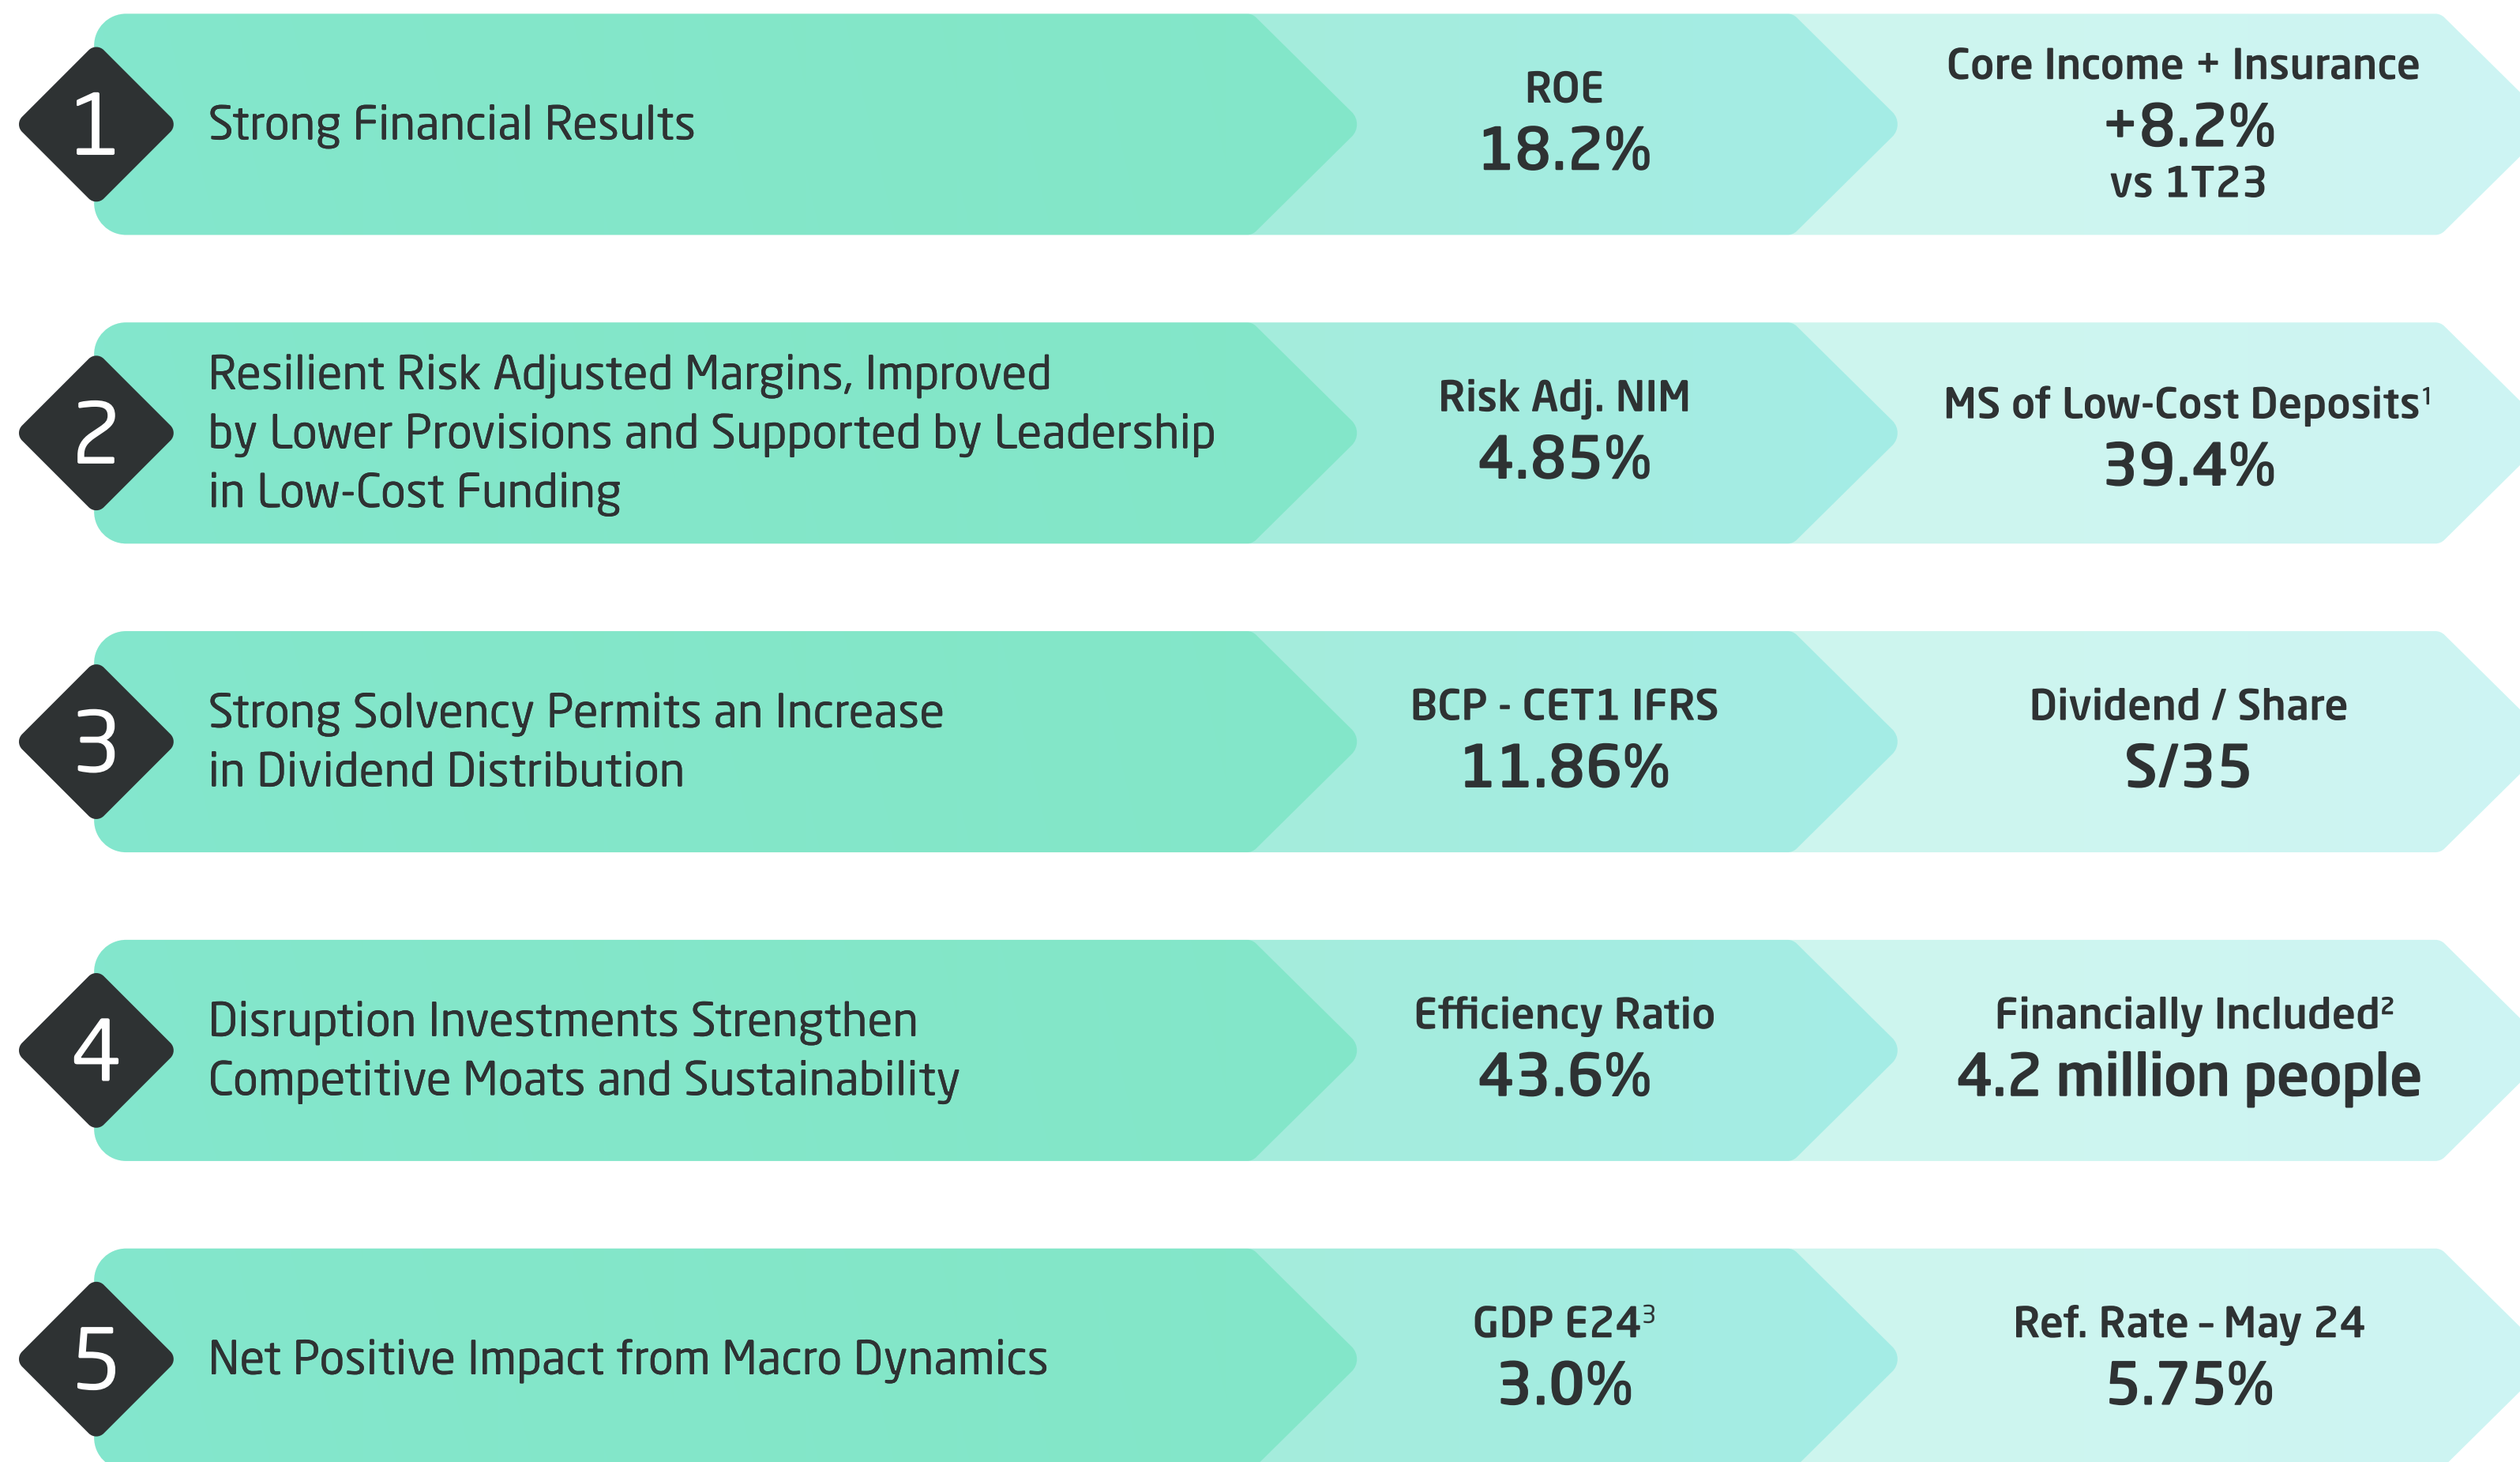 1
Strong Financial Results
ROE
18.2%
Core Income + Insurance
+8.2%
vs 1T23
2
Resilient Risk Adjusted Margins, Improved
by Lower Provisions and Supported by Leadership
in Low-Cost Funding
Risk Adj. NIM
4.85%
MS of Low-Cost Deposits¹
39.4%
3
Strong Solvency Permits an Increase
in Dividend Distribution
BCP - CET1 IFRS
11.86%
Dividend / Share
S/35
4
Disruption Investments Strengthen
Competitive Moats and Sustainability
Efficiency Ratio
43.6%
Financially Included²
4.2 million people
5
Net Positive Impact from Macro Dynamics
GDP E24³
3.0%
Ref. Rate – May 24
5.75%